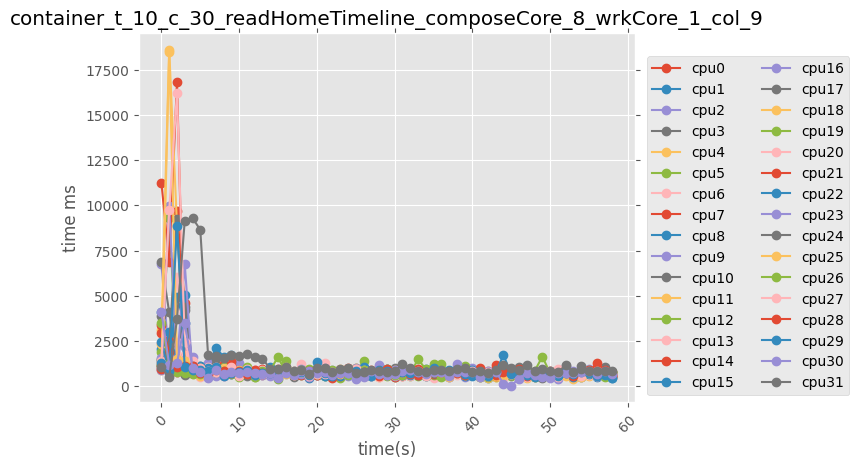 container_t_10_c_30_readHomeTimeline_composeCore_8_wrkCore_1_col_9
17500
15000
12500
10000
7500
5000
2500
0
time ms
0
10
20
30
40
50
60
time(s)
cpu0
cpu1
cpu2
cpu3
cpu4
cpu5
cpu6
cpu7
cpu8
cpu9
cpu10
cpu11
cpu12
cpu13
cpu14
cpu15
cpu16
cpu17
cpu18
cpu19
cpu20
cpu21
cpu22
cpu23
cpu24
cpu25
cpu26
cpu27
cpu28
cpu29
cpu30
cpu31